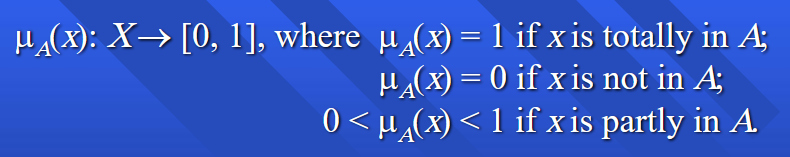 μA(x): X→ [0, 1], where μA(x) = 1 if x is totally in A;
μA(x) = 0 if x is not in A;
0 < μA(x) < 1 if x is partly in A.